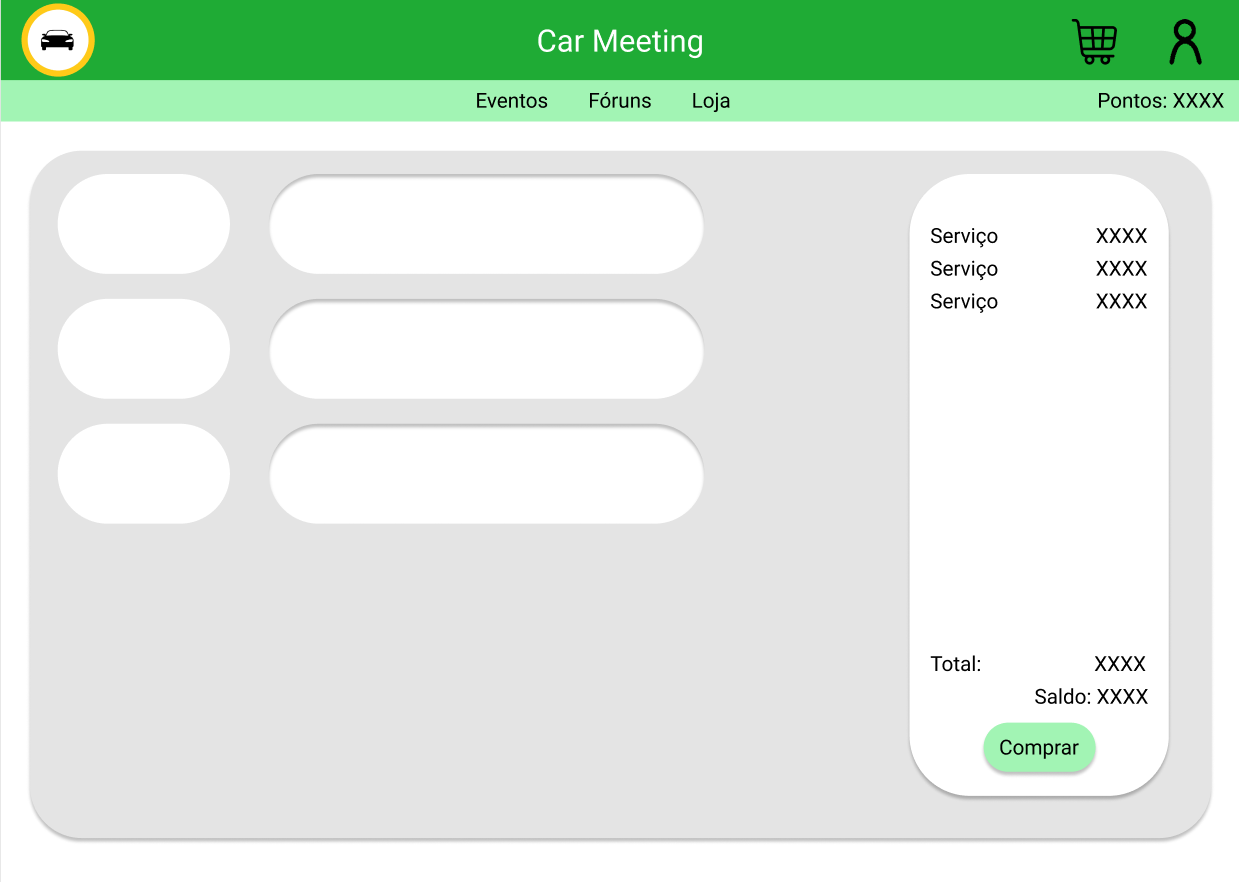 Car Meeting
Eventos Fóruns Loja Pontos: XXXX
Serviço XXXX
Serviço XXXX
Serviço XXXX
Total: XXXX
Saldo: XXXX
Comprar